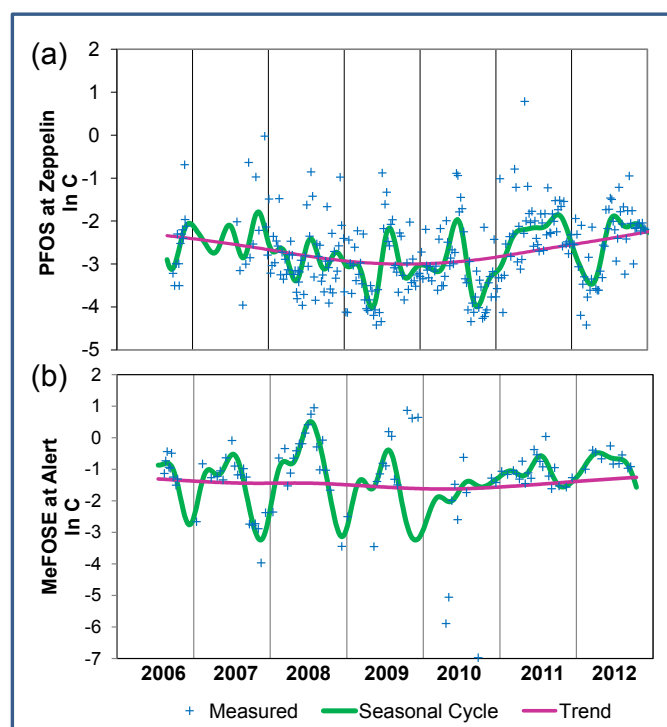 (a)
PFOS at Zeppelin
ln C
2
1
0
-1
-2
-3
-4
-5
(b)
MeFOSE at Alert
ln C
2
1
0
-1
-2
-3
-4
-5
-6
-7
2006 2007 2008 2009 2010 2011 2012
Measured Seasonal Cycle Trend